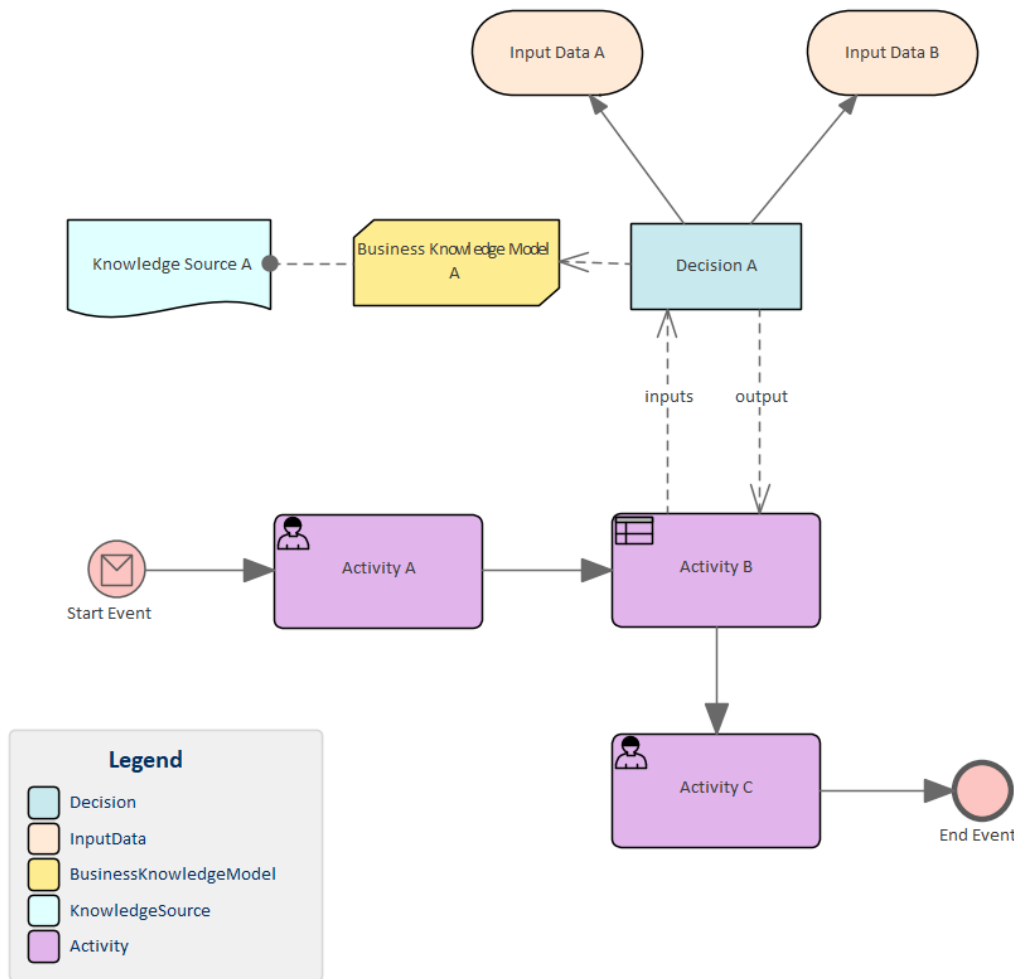 Input Data A
Input Data B
Knowledge Source A
Business Knowledge Model
A
Decision A
inputs
output
Activity A
Activity B
Start Event
Activity C
End Event
Legend
Decision
InputData
BusinessKnowledgeModel
KnowledgeSource
Activity